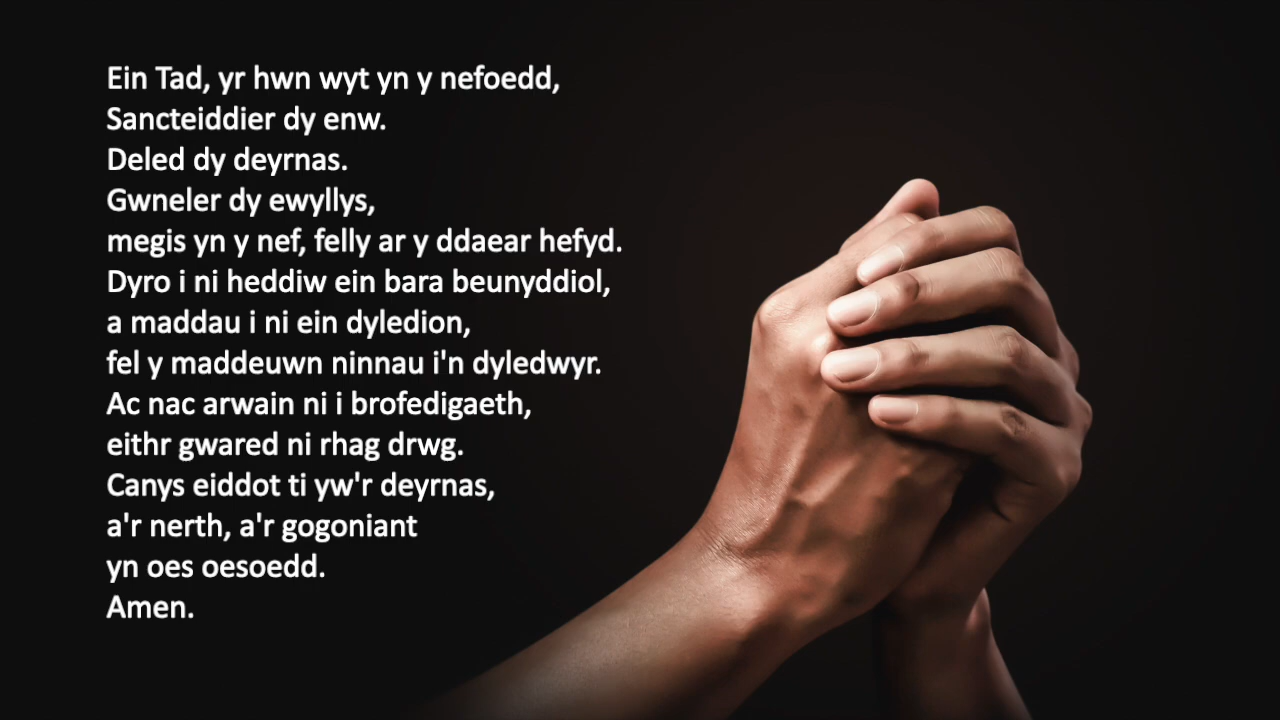 Ein Tad, yr hwn wyt yn y nefoedd,
Sancteiddier dy enw.
Deled dy deyrnas.
Gwneler dy ewyllys,
megis yn y nef, felly ar y ddaear hefyd.
Dyro i ni heddiw ein bara beunyddiol,
a maddau i ni ein dyledion,
fel y maddeuwn ninnau i'n dyledwyr.
Ac nac arwain ni i brofedigaeth,
eithr gwared ni rhag drwg.
Canys eiddot ti yw'r deyrnas,
a'r nerth, a'r gogoniant
yn oes oesoedd.
Amen.